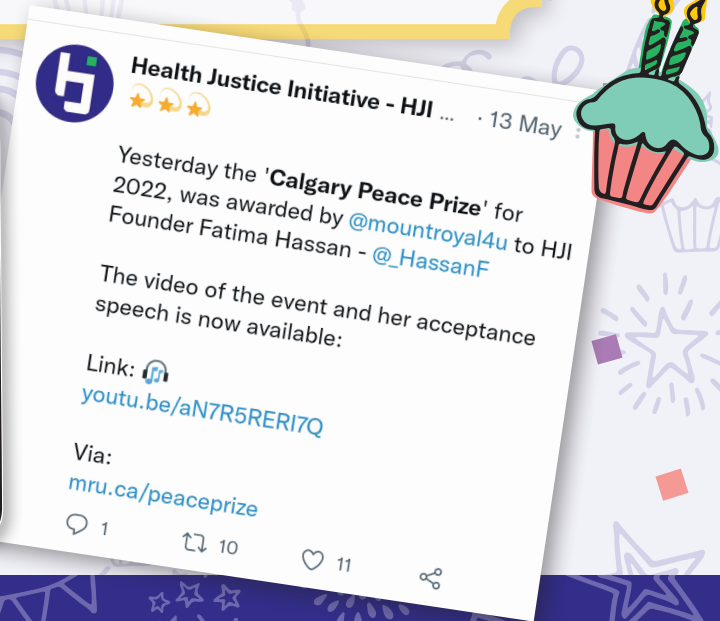 Health Justice Initiative - HJI ... · 13 May
Yesterday the 'Calgary Peace Prize' for
2022, was awarded by @mountroyal4u to HJI
Founder Fatima Hassan - @_HassanF
The video of the event and her acceptance
speech is now available:
Link:
youtu.be/aN7R5RERI7Q
Via:
mru.ca/peaceprize
1 10 11